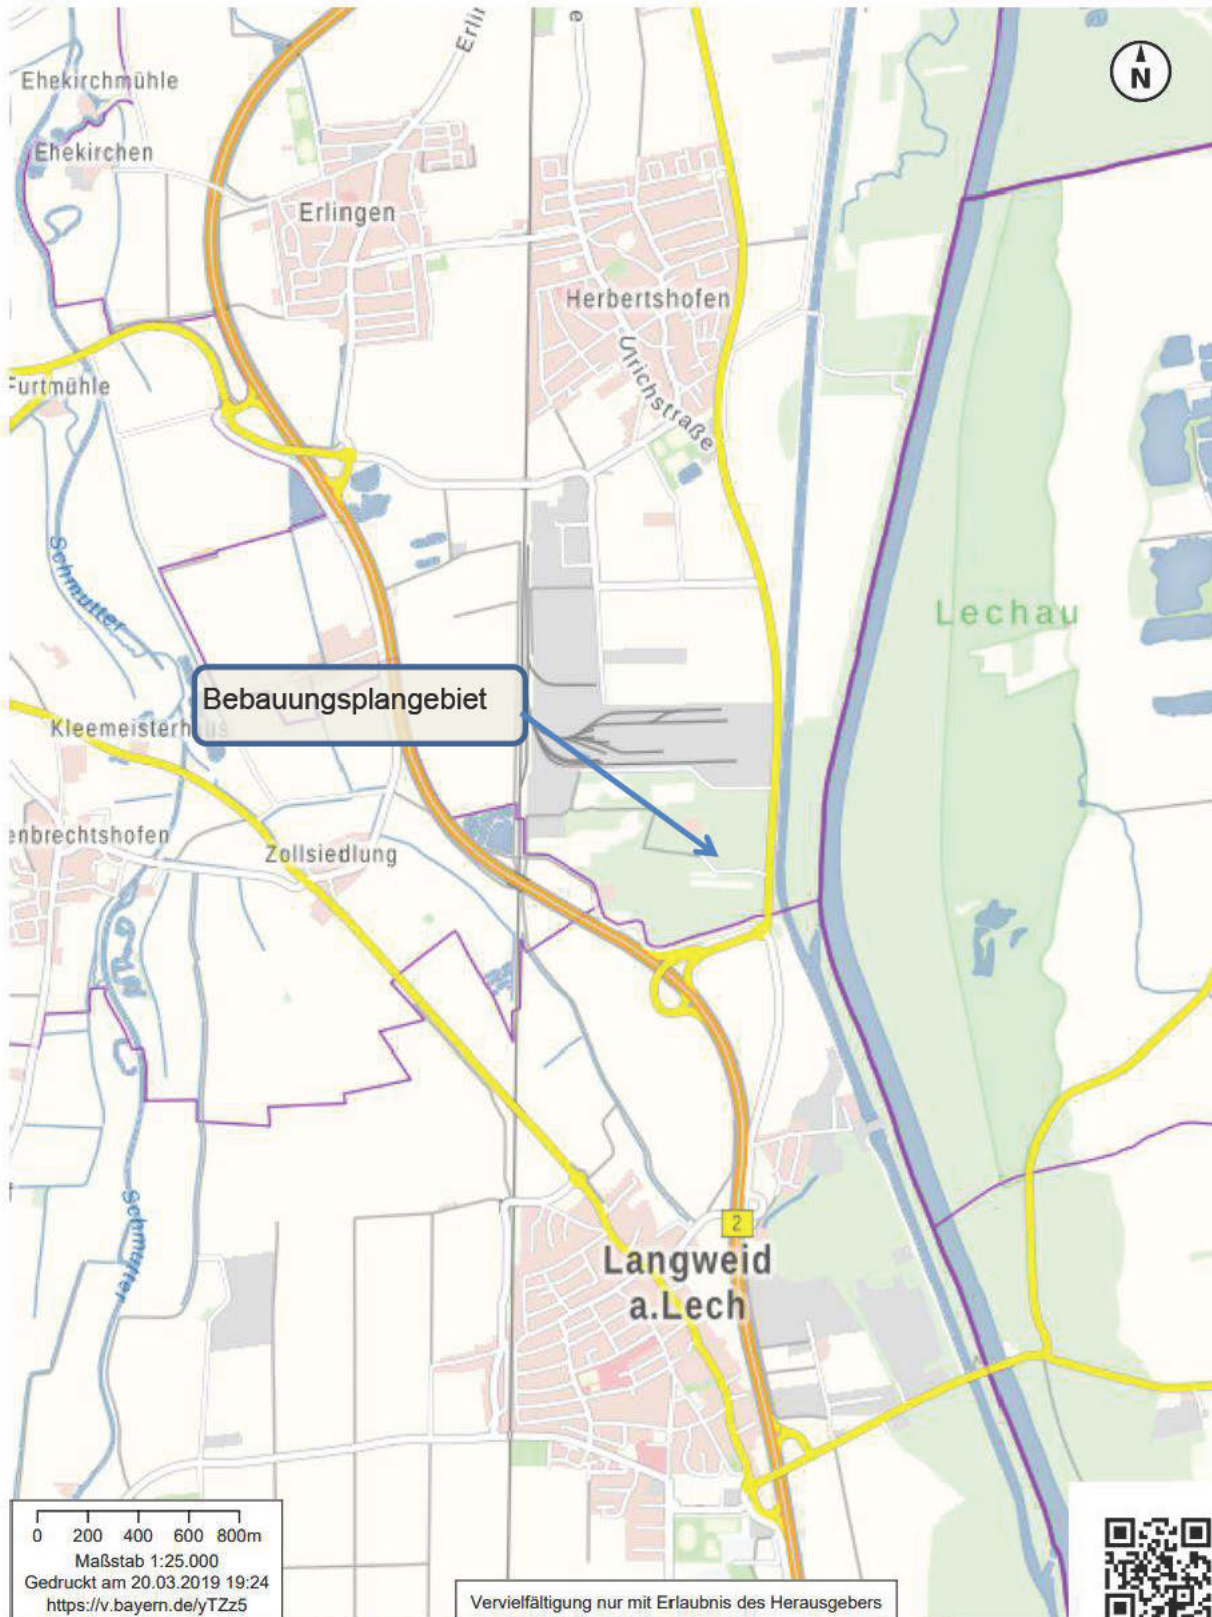 e
Erlin
N
Ehekirchmühle
Ehekirchen
Erlingen
Herbertshofen
Ulrichstraße
Furtmühle
Schmutter
Lechau
Bebauungsplangebiet
Kleemeisterhaus
enbrechtshofen
Zollsiedlung
Schmutter
2
Langweid
a.Lech
0 200 400 600 800m
Maßstab 1:25.000
Gedruckt am 20.03.2019 19:24
https://v.bayern.de/yTZz5
Vervielfältigung nur mit Erlaubnis des Herausgebers